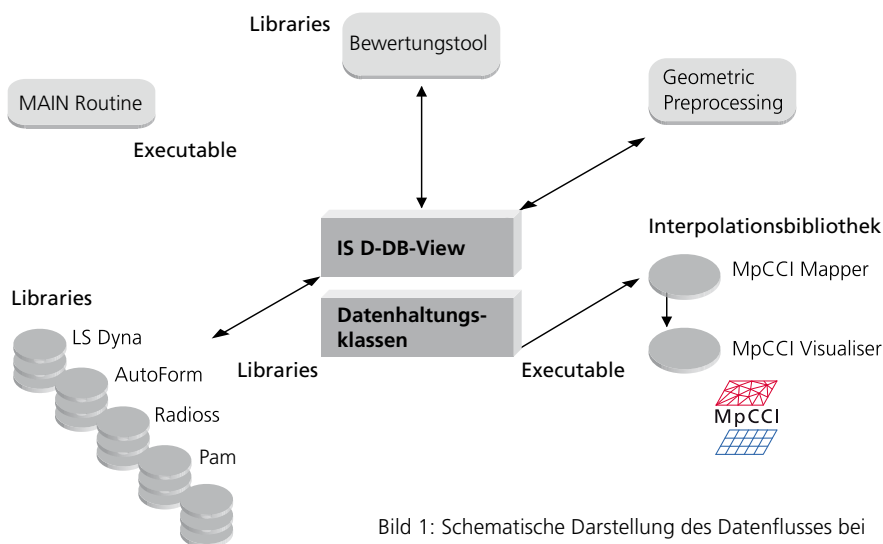 Libraries
Bewertungstool
MAIN Routine
Geometric
Preprocessing
Executable
IS D-DB-View
Interpolationsbibliothek
MpCCI Mapper
Libraries
Datenhaltungs-
klassen
LS Dyna
MpCCI Visualiser
AutoForm
Libraries
Executable
Radioss
MpCCI
Pam
Bild 1: Schematische Darstellung des Datenflusses bei